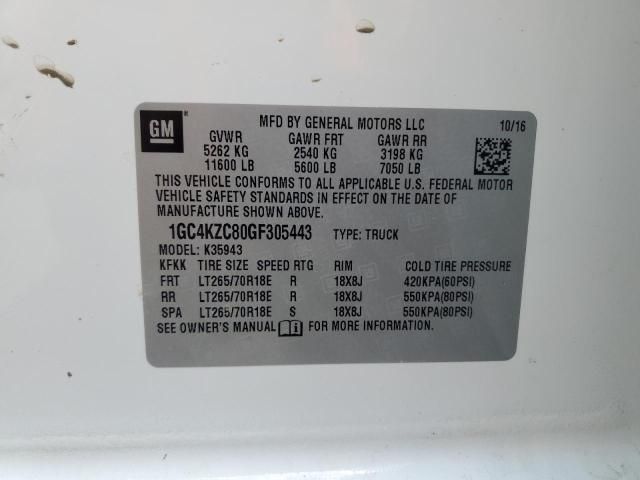 GM
MFD BY GENERAL MOTORS LLC 10/16
GVWR GAWR FRT GAWR RR
5262 KG 2540 KG 3198 KG
11600 LB 5600 LB 7050 LB
THIS VEHICLE CONFORMS TO ALL APPLICABLE U.S. FEDERAL MOTOR
VEHICLE SAFETY STANDARDS IN EFFECT ON THE DATE OF
MANUFACTURE SHOWN ABOVE.
1GC4KZC80GF305443 TYPE: TRUCK
MODEL: K35943
KFKK TIRE SIZE SPEED RTG RIM COLD TIRE PRESSURE
FRT LT265/70R18E R 18X8J 420KPA(60PSI)
RR LT265/70R18E R 18X8J 550KPA(80PSI)
SPA LT265/70R18E S 18X8J 550KPA(80PSI)
SEE OWNER'S MANUAL FOR MORE INFORMATION.